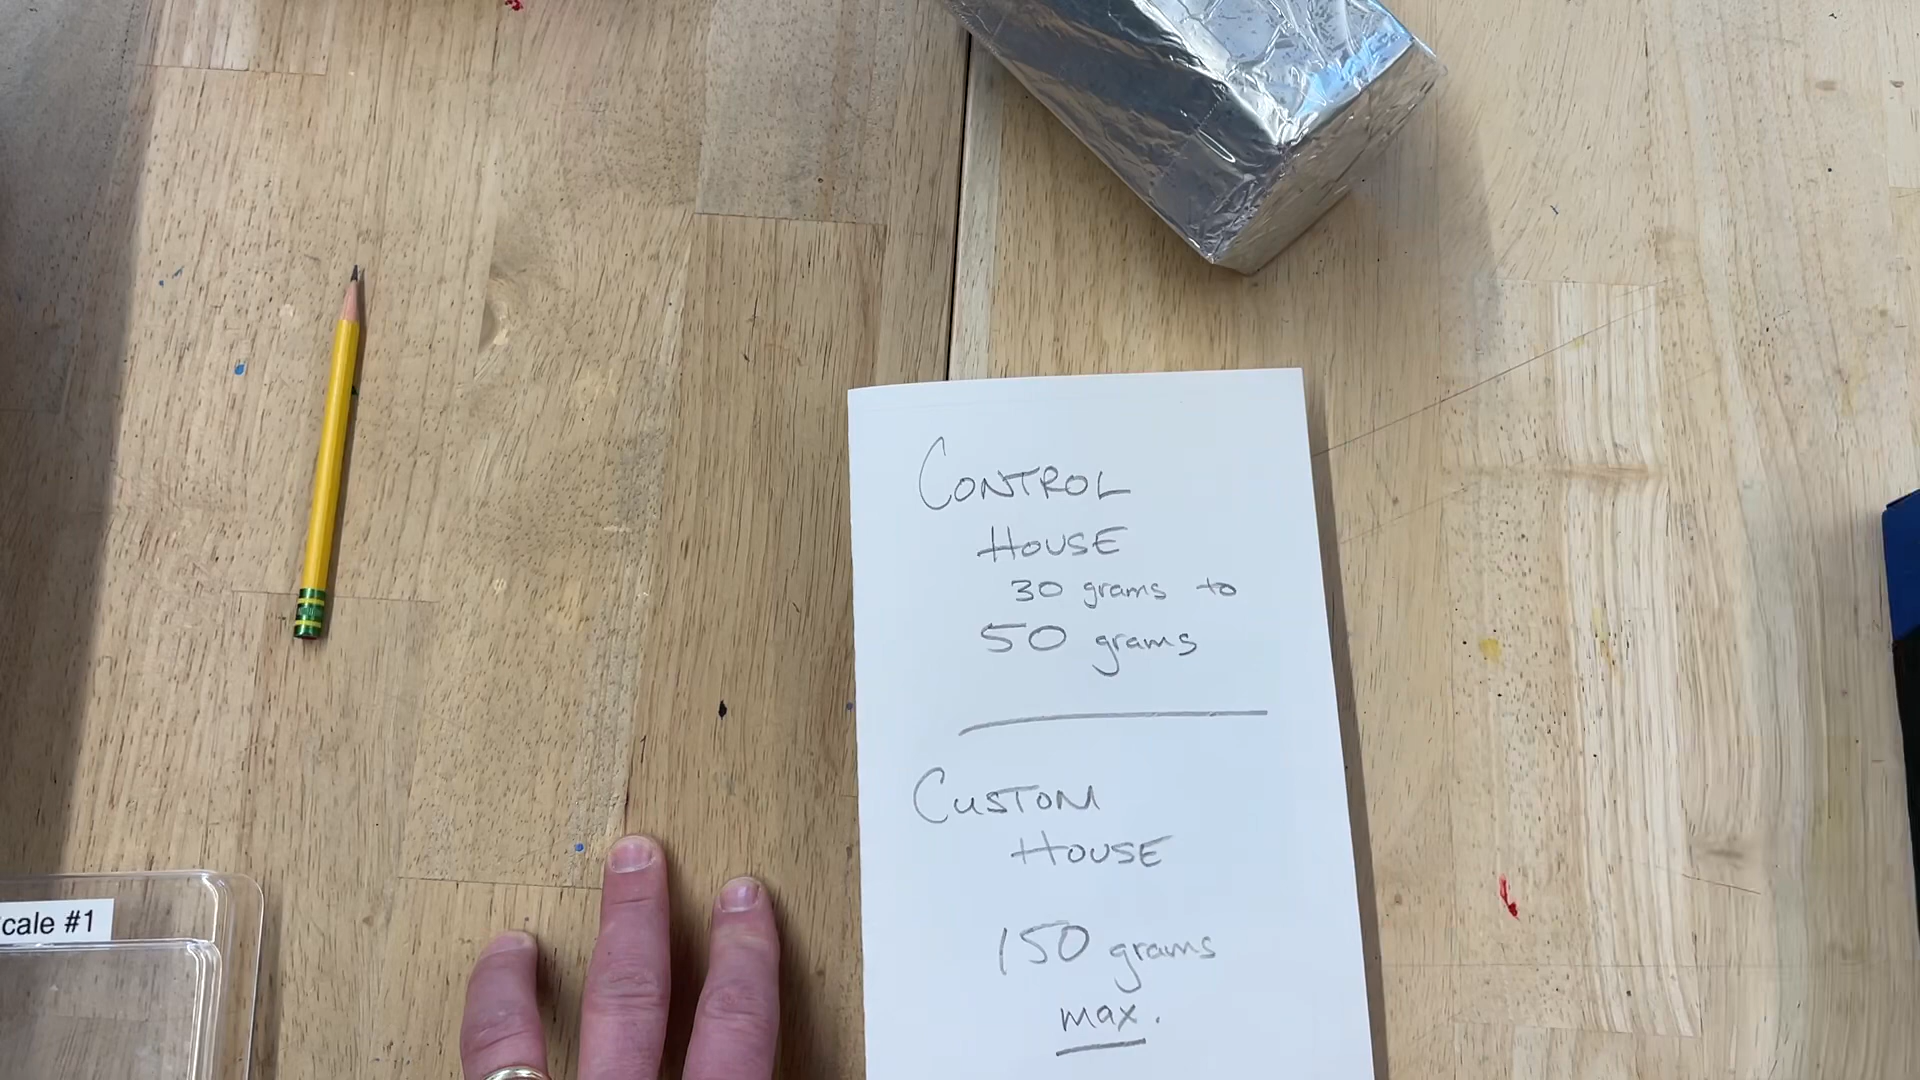 CONTROL
HOUSE
30 grams to
50 grams
CUSTOM
HOUSE
150 grams
max.
cale #1